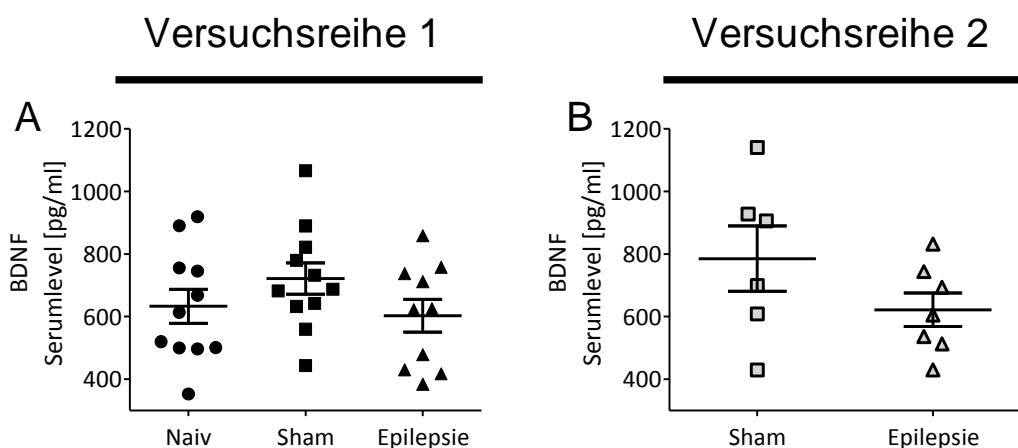 Versuchsreihe 1
Versuchsreihe 2
A
BDNF
Serumlevel [pg/ml]
1200
1000
800
600
400
Naiv
Sham
Epilepsie
B
BDNF
Serumlevel [pg/ml]
1200
1000
800
600
400
Sham
Epilepsie